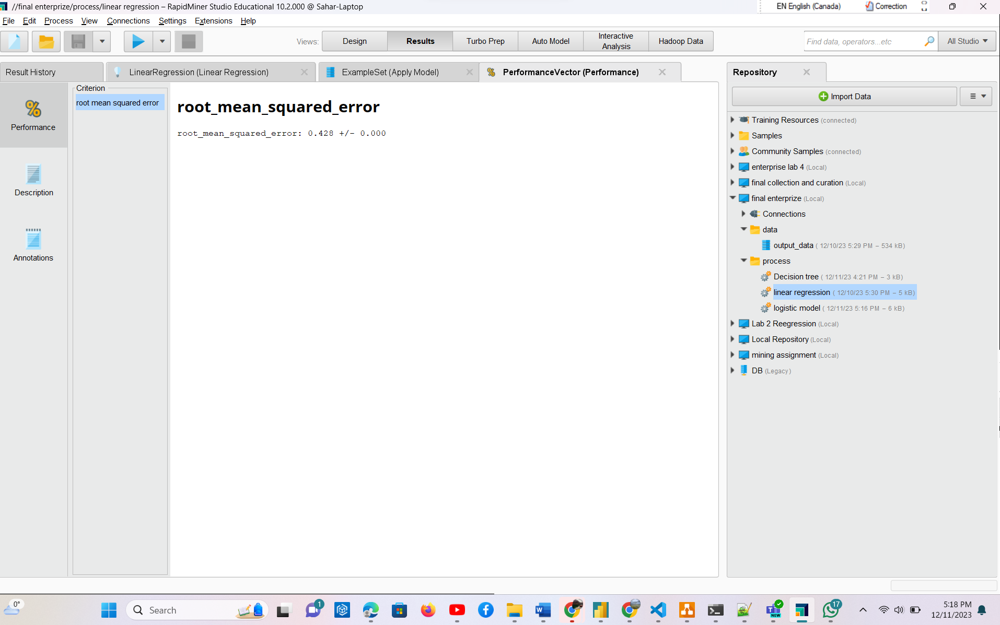 //final enterprize/process/linear regression – RapidMiner Studio Educational 10.2.000 @ Sahar-Laptop
EN English (Canada) Correction
File Edit Process View Connections Settings Extensions Help
Views: Design Results Turbo Prep Auto Model Interactive Analysis Hadoop Data
Find data, operators...etc All Studio
Result History LinearRegression (Linear Regression) ExampleSet (Apply Model) PerformanceVector (Performance) Repository
Performance
Description
Annotations
Criterion
root mean squared error
root_mean_squared_error
root_mean_squared_error: 0.428 +/- 0.000
Import Data
Training Resources (connected)
Samples
Community Samples (connected)
enterprise lab 4 (Local)
final collection and curation (Local)
final enterprize (Local)
Connections
data
output_data ( 12/10/23 5:29 PM – 534 kB)
process
Decision tree ( 12/11/23 4:21 PM – 3 kB)
linear regression ( 12/10/23 5:30 PM – 5 kB)
logistic model ( 12/11/23 5:16 PM – 6 kB)
Lab 2 Reegression (Local)
Local Repository (Local)
mining assignment (Local)
DB (Legacy)
0° Search 1 NEW 17 5:18 PM
12/11/2023